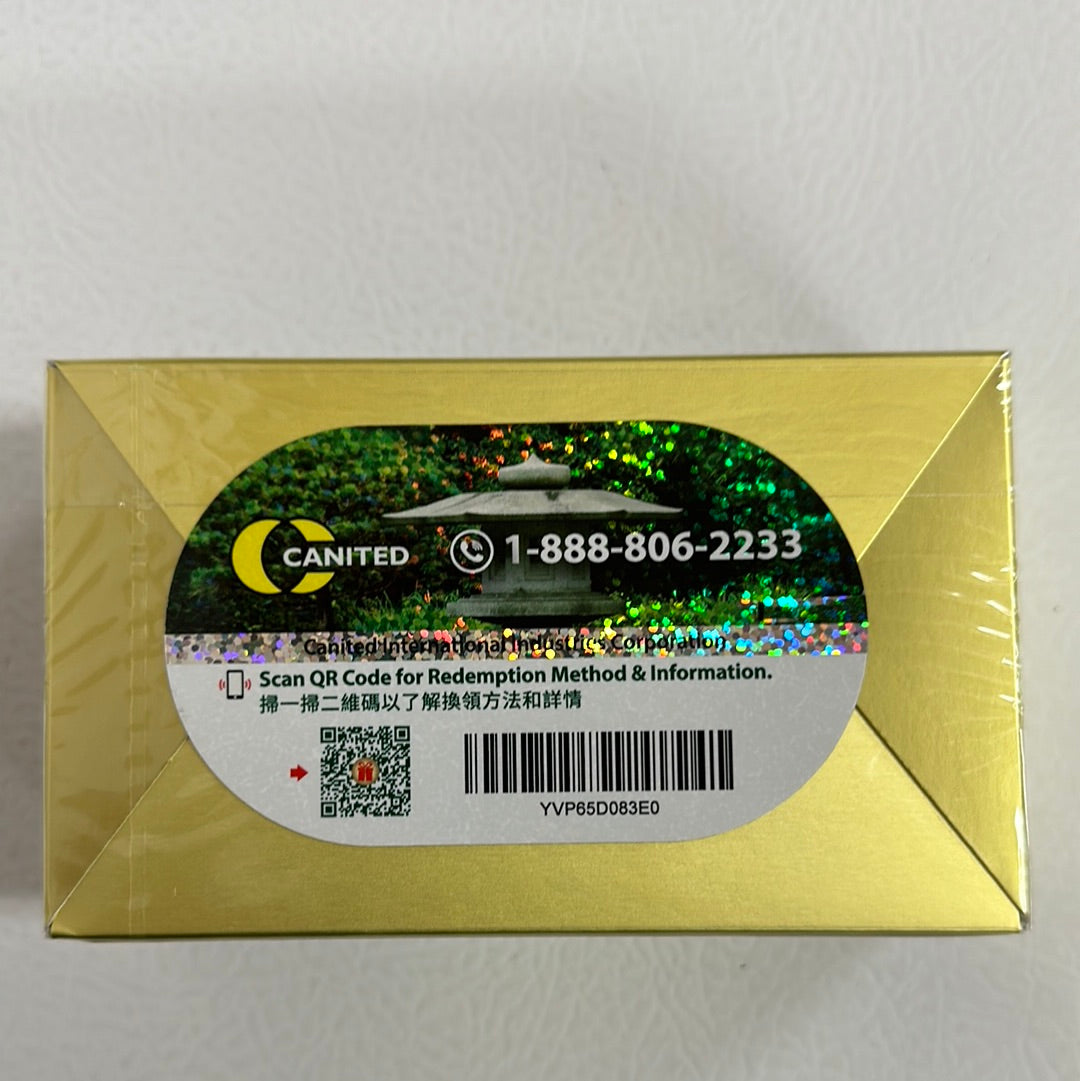 CANITED
1-888-806-2233
Canited International Industries Corporation
Scan QR Code for Redemption Method & Information.
掃一掃二維碼以了解換領方法和詳情
YVP65D083E0